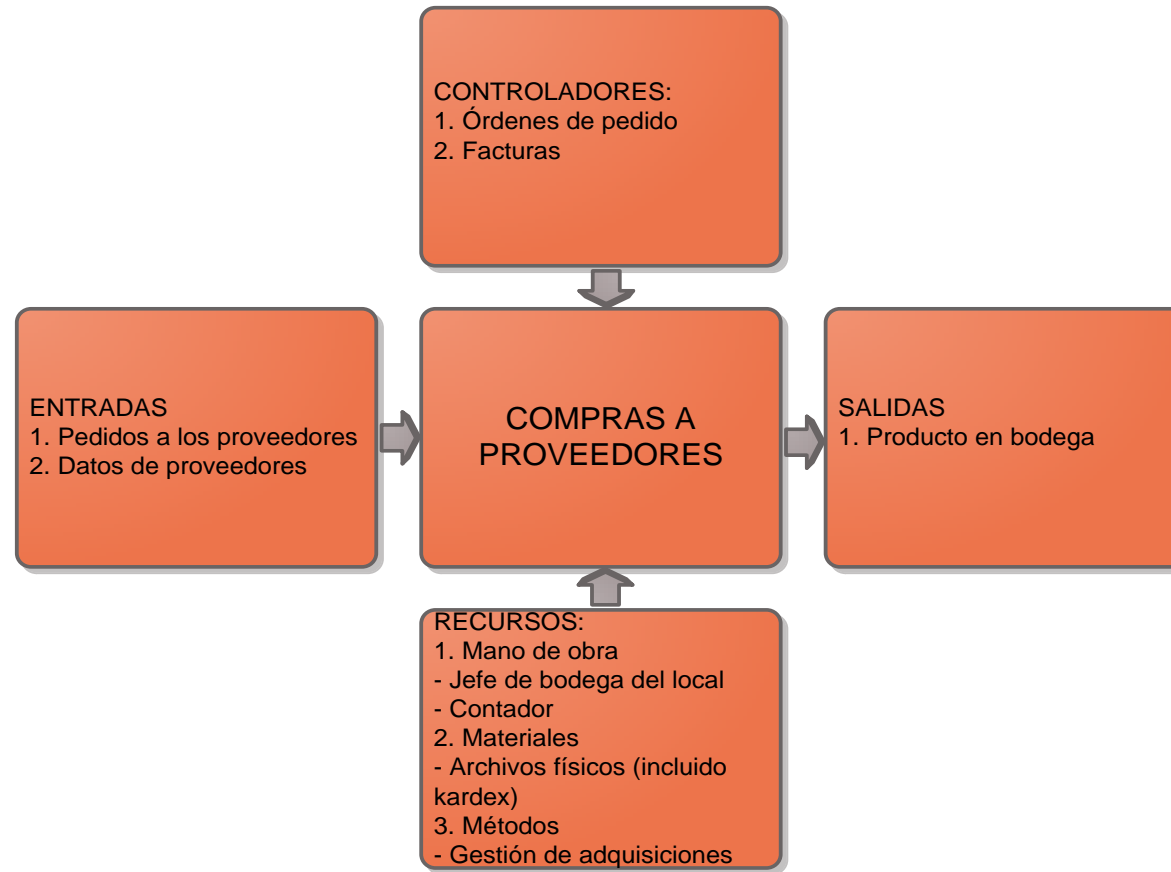 CONTROLADORES:
1. Órdenes de pedido
2. Facturas
ENTRADAS
1. Pedidos a los proveedores
2. Datos de proveedores
COMPRAS A
PROVEEDORES
SALIDAS
1. Producto en bodega
RECURSOS:
1. Mano de obra
- Jefe de bodega del local
- Contador
2. Materiales
- Archivos físicos (incluido
kardex)
3. Métodos
- Gestión de adquisiciones